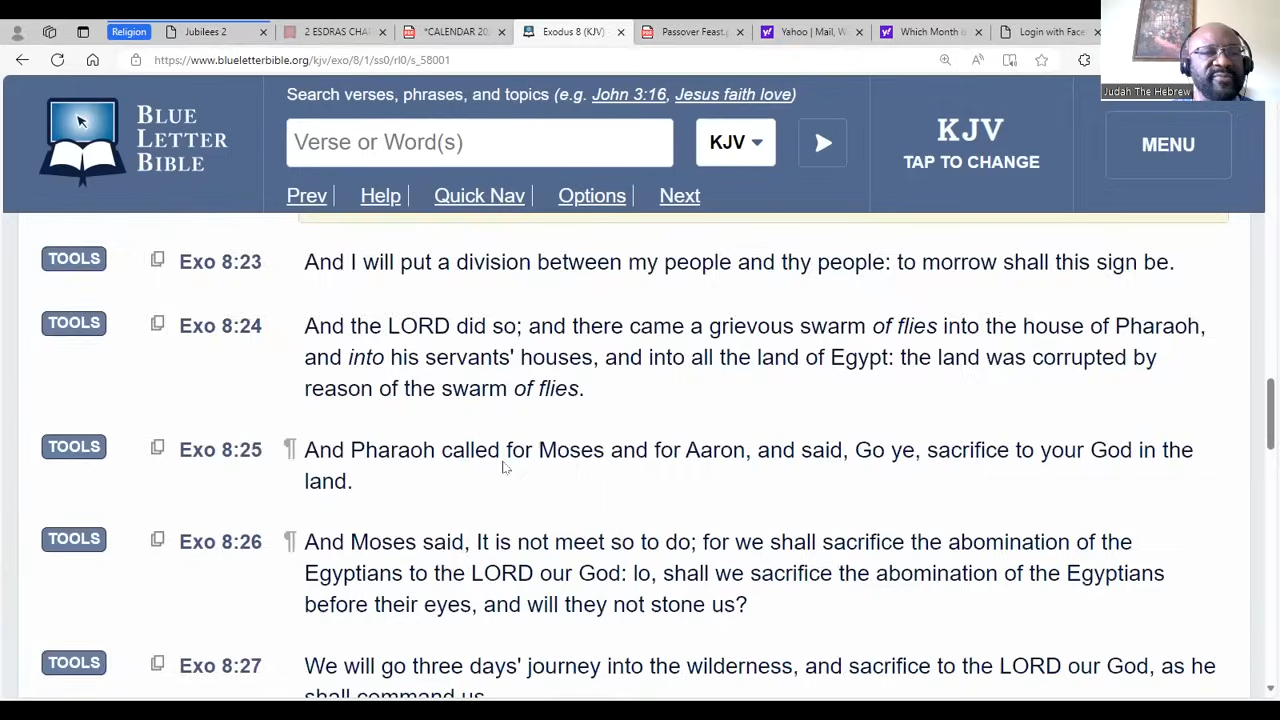 Religion
Jubilees 2
2 ESDRAS CHA
*CALENDAR 20
Exodus 8 (KJV)
Passover Feast.
Yahoo | Mail, W
Which Month is
Login with Face
https://www.blueletterbible.org/kjv/exo/8/1/ss0/rl0/s_58001
Judah The Hebrew
BLUE
LETTER
BIBLE
Search verses, phrases, and topics (e.g. John 3:16, Jesus faith love)
Verse or Word(s)
KJV
KJV
TAP TO CHANGE
MENU
Prev Help Quick Nav Options Next
TOOLS Exo 8:23 And I will put a division between my people and thy people: to morrow shall this sign be.
TOOLS Exo 8:24 And the LORD did so; and there came a grievous swarm of flies into the house of Pharaoh,
and into his servants' houses, and into all the land of Egypt: the land was corrupted by
reason of the swarm of flies.
TOOLS Exo 8:25 ¶ And Pharaoh called for Moses and for Aaron, and said, Go ye, sacrifice to your God in the
land.
TOOLS Exo 8:26 ¶ And Moses said, It is not meet so to do; for we shall sacrifice the abomination of the
Egyptians to the LORD our God: lo, shall we sacrifice the abomination of the Egyptians
before their eyes, and will they not stone us?
TOOLS Exo 8:27 We will go three days' journey into the wilderness, and sacrifice to the LORD our God, as he
shall command us.